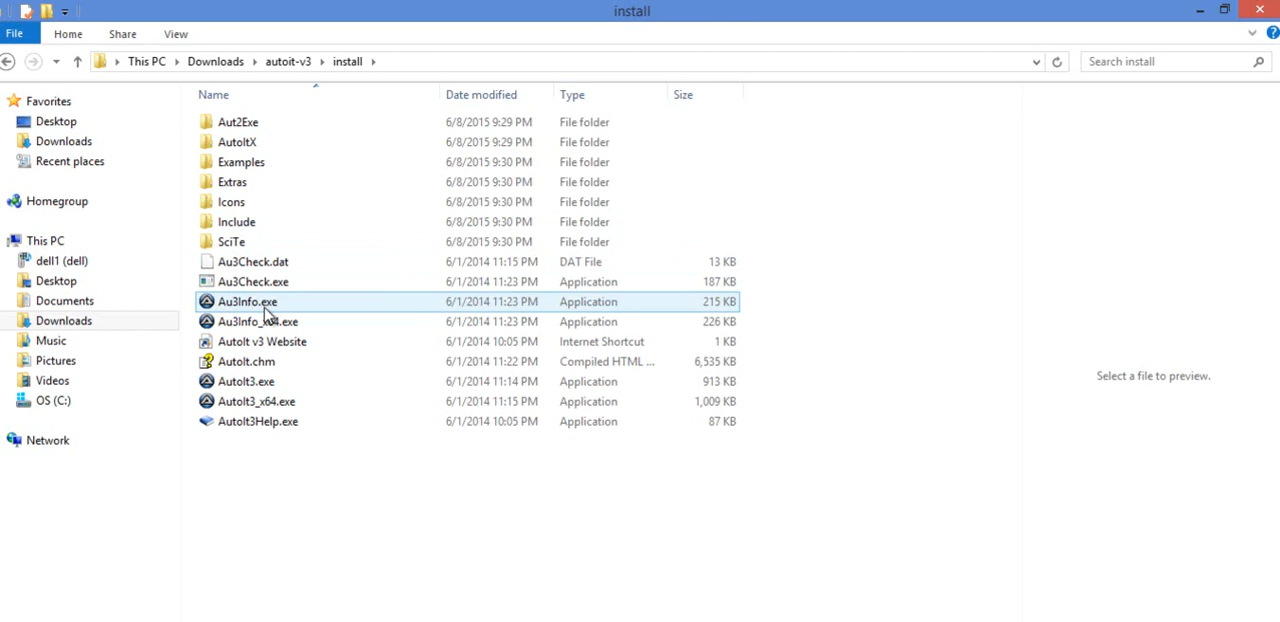 install
File Home Share View
This PC Downloads autoit-v3 install Search install
Name Date modified Type Size
Favorites
Desktop
Downloads
Recent places
Homegroup
This PC
dell1 (dell)
Desktop
Documents
Downloads
Music
Pictures
Videos
OS (C:)
Network
Aut2Exe 6/8/2015 9:29 PM File folder
AutoItX 6/8/2015 9:29 PM File folder
Examples 6/8/2015 9:30 PM File folder
Extras 6/8/2015 9:30 PM File folder
Icons 6/8/2015 9:30 PM File folder
Include 6/8/2015 9:30 PM File folder
SciTe 6/8/2015 9:30 PM File folder
Au3Check.dat 6/1/2014 11:15 PM DAT File 13 KB
Au3Check.exe 6/1/2014 11:23 PM Application 187 KB
Au3Info.exe 6/1/2014 11:23 PM Application 215 KB
Au3Info_x64.exe 6/1/2014 11:23 PM Application 226 KB
AutoIt v3 Website 6/1/2014 10:05 PM Internet Shortcut 1 KB
AutoIt.chm 6/1/2014 11:22 PM Compiled HTML ... 6,535 KB
AutoIt3.exe 6/1/2014 11:14 PM Application 913 KB
AutoIt3_x64.exe 6/1/2014 11:15 PM Application 1,009 KB
AutoIt3Help.exe 6/1/2014 10:05 PM Application 87 KB
Select a file to preview.